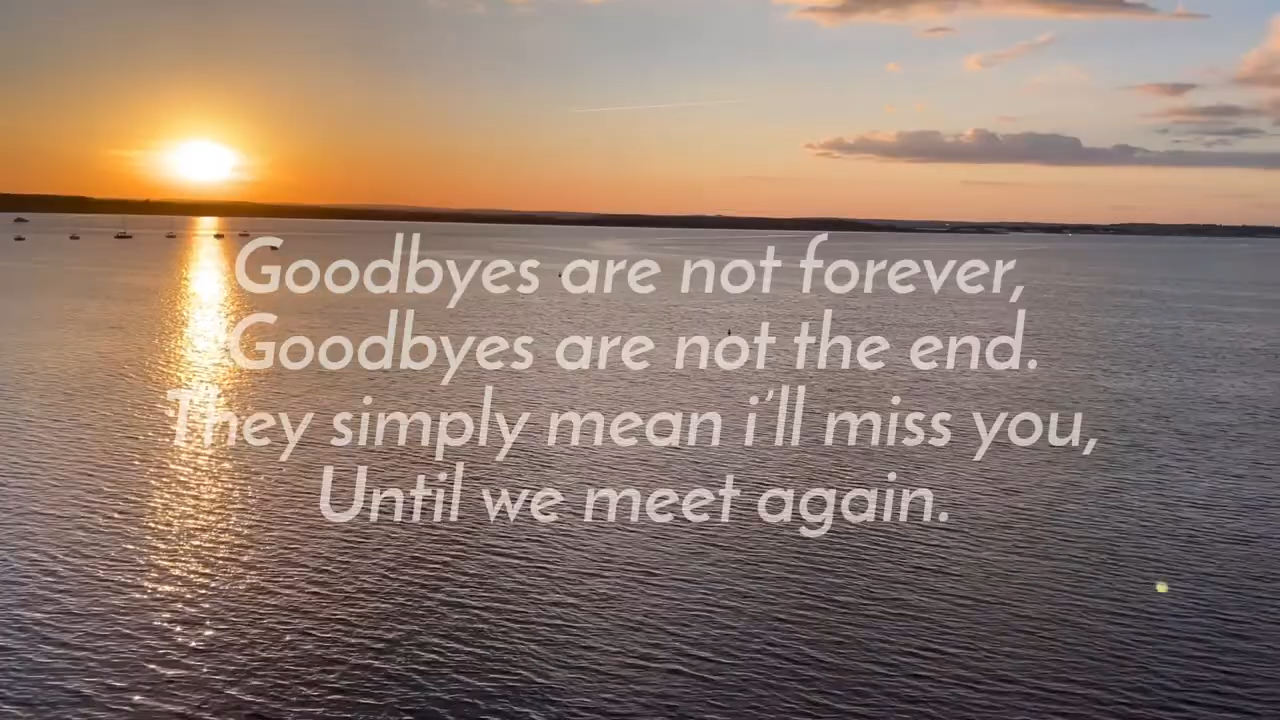 Goodbyes are not forever,
Goodbyes are not the end.
They simply mean i'll miss you,
Until we meet again.